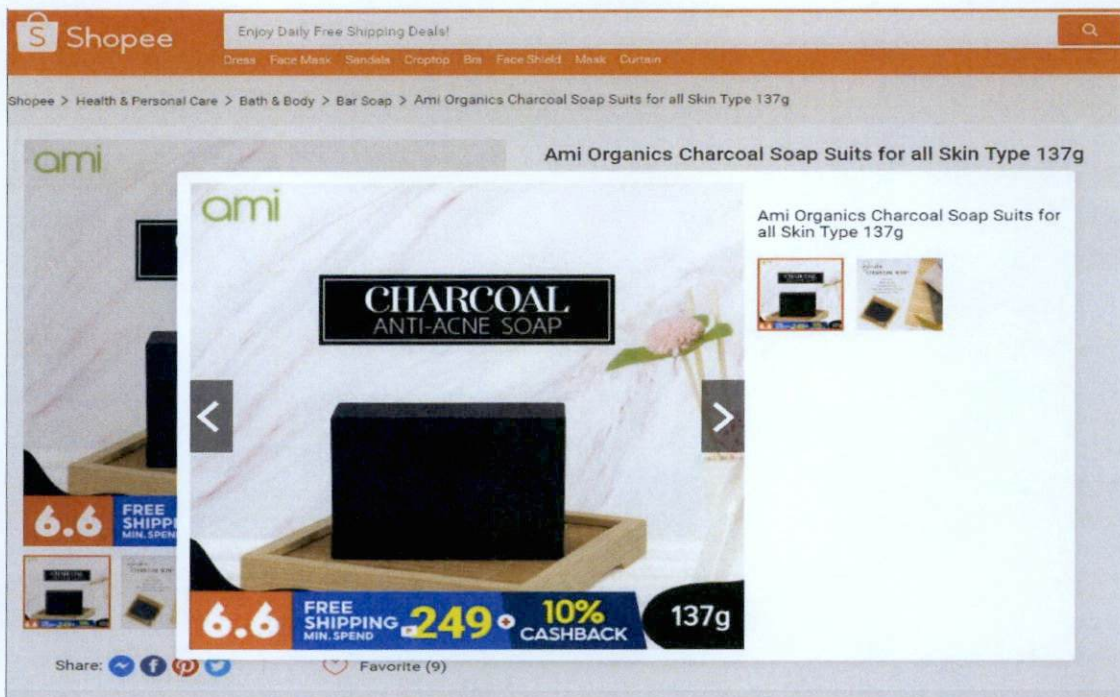 Shopee
Enjoy Daily Free Shipping Deals!
Dress Face Mask Sandals Croptop Bra Face Shield Mask Curtain
Shopee > Health & Personal Care > Bath & Body > Bar Soap > Ami Organics Charcoal Soap Suits for all Skin Type 137g
ami
Ami Organics Charcoal Soap Suits for all Skin Type 137g
ami
Ami Organics Charcoal Soap Suits for
all Skin Type 137g
CHARCOAL
ANTI-ACNE SOAP
6.6
FREE
SHIPPI
MIN. SPEN
6.6
FREE
SHIPPING
MIN. SPEND
249
10%
CASHBACK
137g
Share:
Favorite (9)